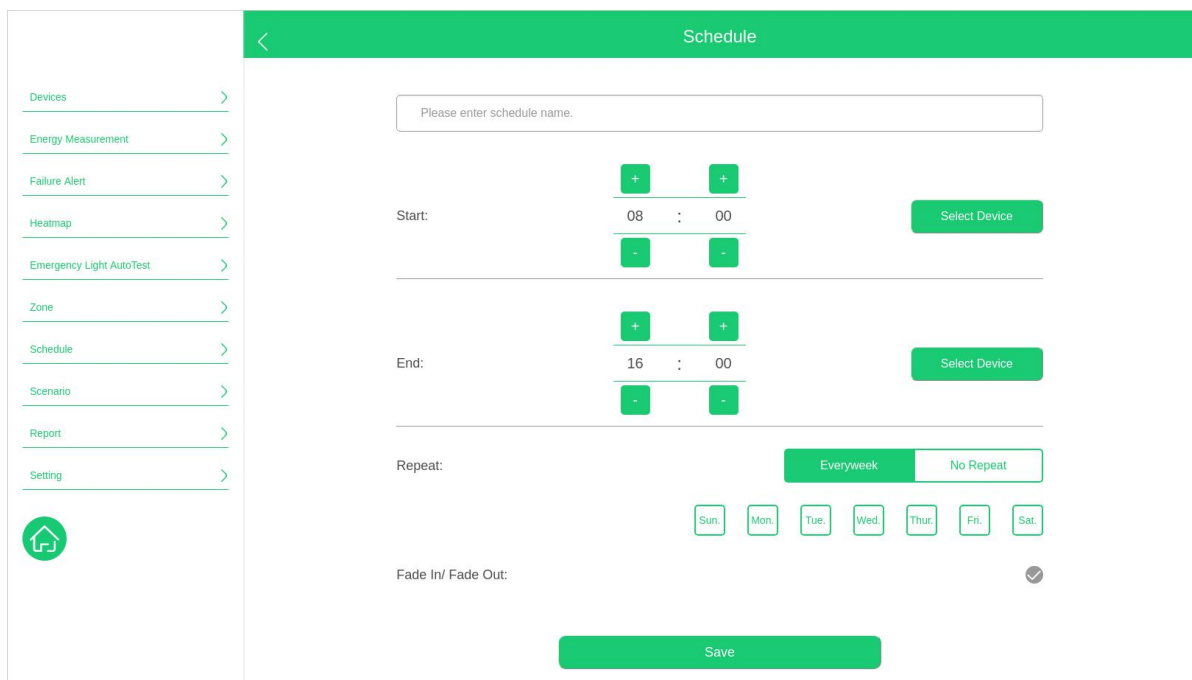 Schedule
Devices
Energy Measurement
Failure Alert
Heatmap
Emergency Light AutoTest
Zone
Schedule
Scenario
Report
Setting
Please enter schedule name.
+ +
Start: 08 : 00 Select Device
- -
+ +
End: 16 : 00 Select Device
- -
Repeat: Everyweek No Repeat
Sun. Mon. Tue. Wed. Thur. Fri. Sat.
Fade In/ Fade Out:
Save